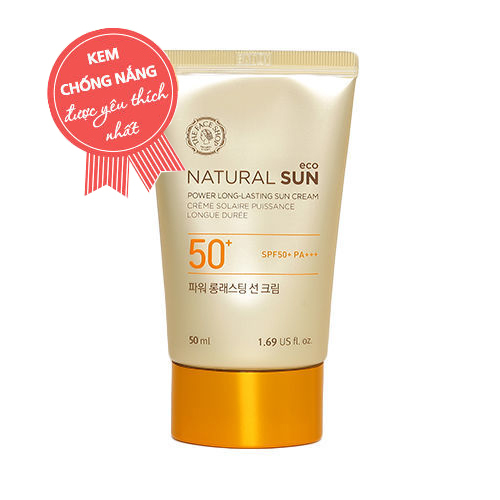 KEM
CHỐNG NẮNG
được yêu thích
nhất
THE FACE SHOP
eco
NATURAL SUN
POWER LONG-LASTING SUN CREAM
CRÈME SOLAIRE PUISSANCE
LONGUE DURÉE
50+
SPF50+ PA+++
파워 롱래스팅 선 크림
50 ml
1.69 US fl. oz.